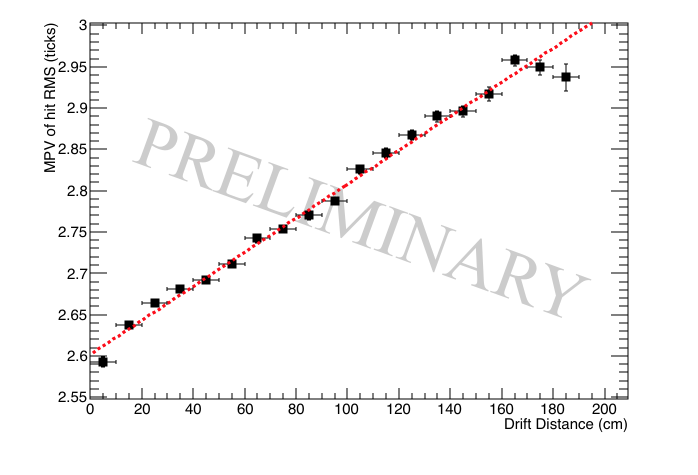 MPV of hit RMS (ticks)
3
2.95
2.9
2.85
2.8
2.75
2.7
2.65
2.6
2.55
PRELIMINARY
0 20 40 60 80 100 120 140 160 180 200
Drift Distance (cm)